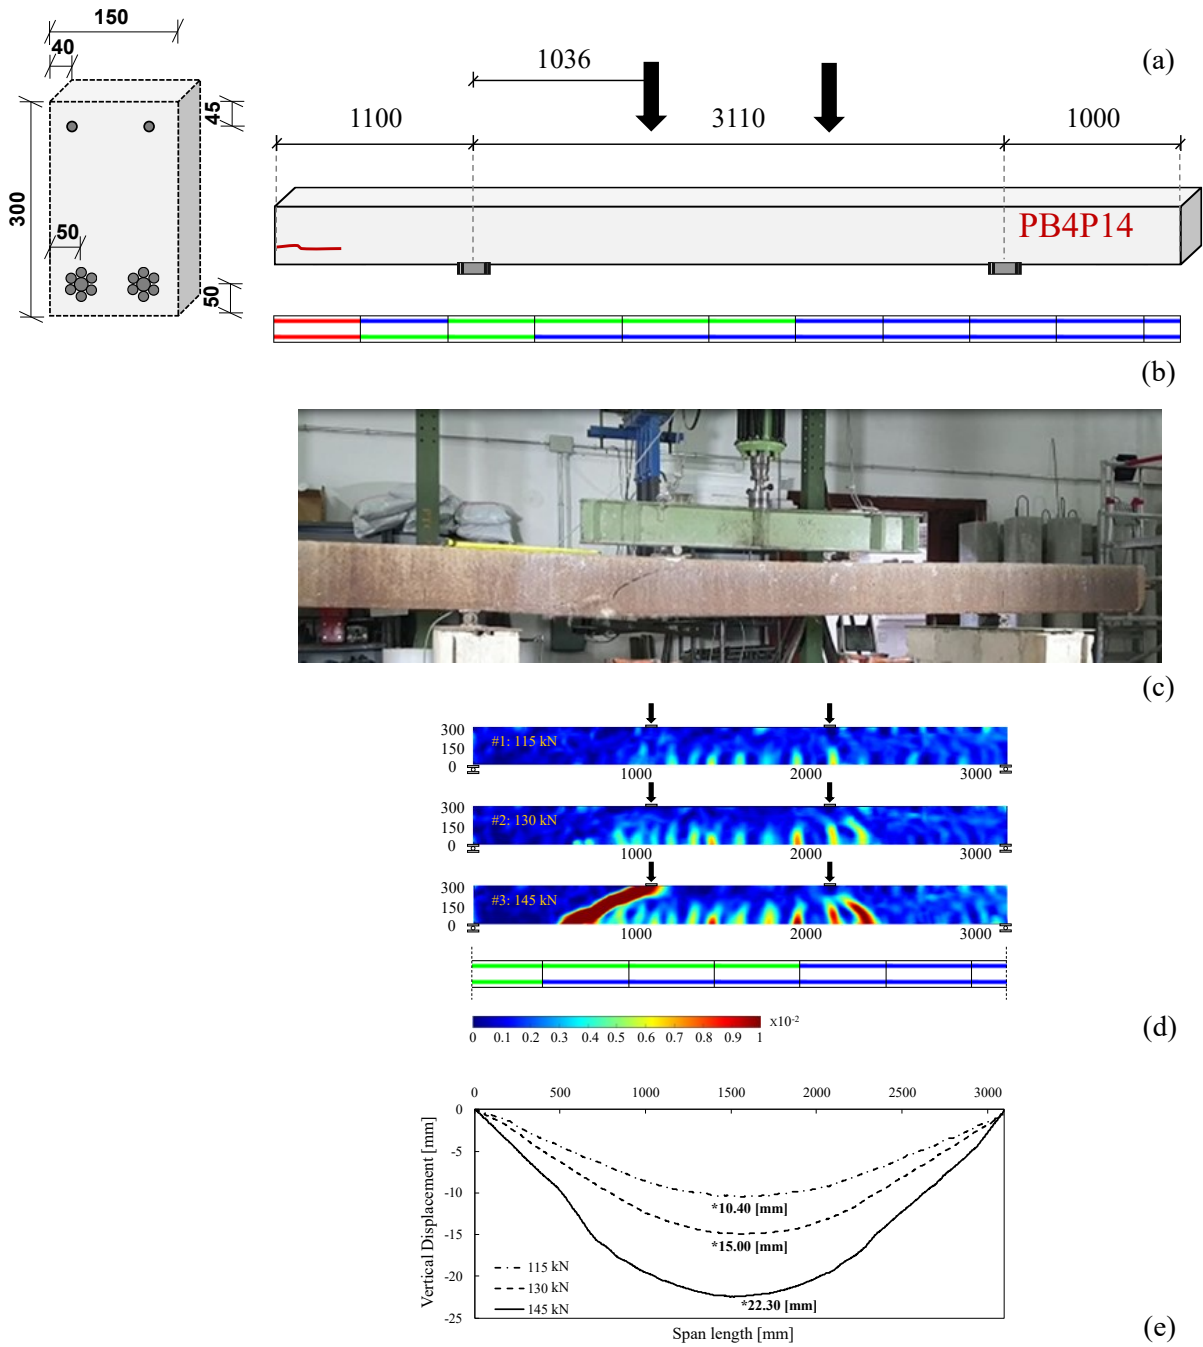 150
40
45
300
50
50
(a)
1036
1100
3110
1000
PB4P14
(b)
(c)
300
150
0
#1: 115 kN
1000
2000
3000
300
150
0
#2: 130 kN
1000
2000
3000
300
150
0
#3: 145 kN
1000
2000
3000
0 0.1 0.2 0.3 0.4 0.5 0.6 0.7 0.8 0.9 1
x10⁻²
(d)
0 500 1000 1500 2000 2500 3000
0
-5
-10
-15
-20
-25
Vertical Displacement [mm]
*10.40 [mm]
*15.00 [mm]
*22.30 [mm]
115 kN
130 kN
145 kN
Span length [mm]
(e)